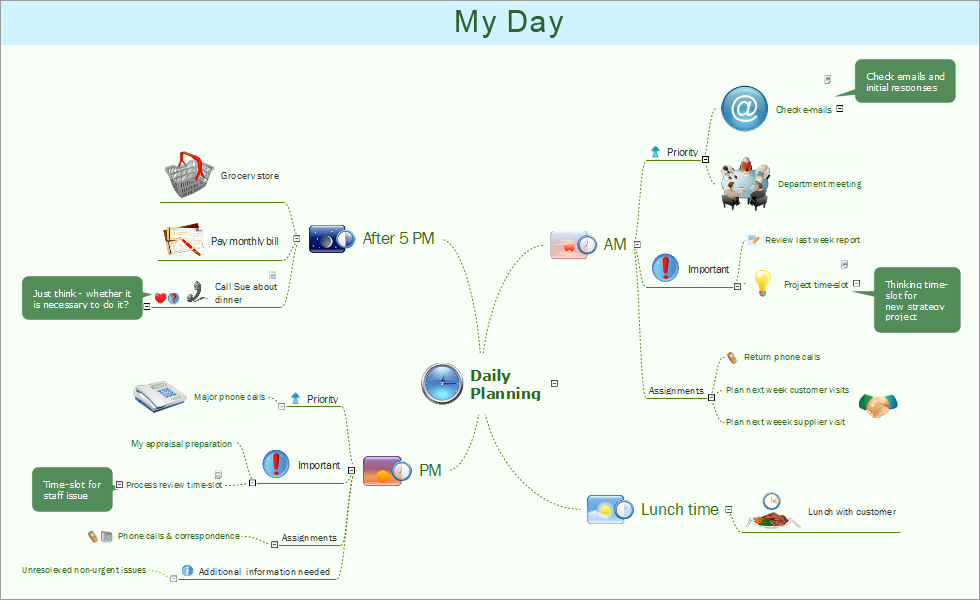 My Day
Check emails and
initial responses
Check e-mails
Priority
Department meeting
AM
Review last week report
Important
Project time-slot
Thinking time-
slot for
new strategy
project
Return phone calls
Assignments
Plan next week customer visits
Plan next weeek supplier visit
Lunch time
Lunch with customer
Daily
Planning
Grocery store
Pay monthly bill
After 5 PM
Call Sue about
dinner
Just think - whether it
is necessary to do it?
Major phone calls
Priority
My appraisal preparation
Important
PM
Time-slot for
staff issue
Process review time-slot
Phone calls & correspondence
Assignments
Unresoleved non-urgent issues
Additional information needed